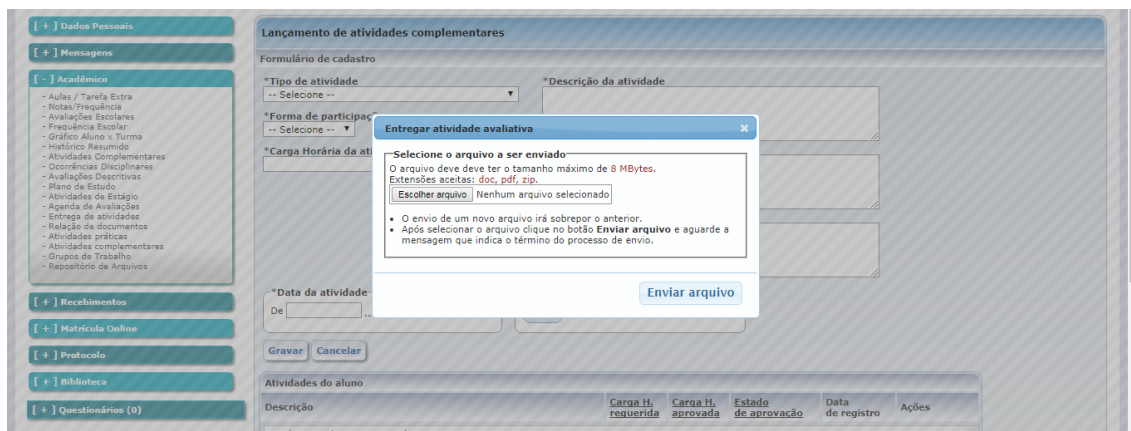 [ + ] Dados Pessoais
[ + ] Mensagens
[ - ] Acadêmico
- Aulas / Tarefa Extra
- Notas/Frequência
- Avaliações Escolares
- Frequência Escolar
- Gráfico Aluno x Turma
- Histórico Resumido
- Atividades Complementares
- Ocorrências Disciplinares
- Avaliações Descritivas
- Plano de Estudo
- Atividades de Estágio
- Agenda de Avaliações
- Entrega de atividades
- Relação de documentos
- Atividades práticas
- Atividades complementares
- Grupos de Trabalho
- Repositório de Arquivos
[ + ] Recebimentos
[ + ] Matrícula Online
[ + ] Protocolo
[ + ] Biblioteca
[ + ] Questionários (0)
Lançamento de atividades complementares
Formulário de cadastro
*Tipo de atividade
-- Selecione --
*Descrição da atividade
*Forma de participaç
-- Selecione --
*Carga Horária da ati
Entregar atividade avaliativa
Selecione o arquivo a ser enviado
O arquivo deve deve ter o tamanho máximo de 8 MBytes.
Extensões aceitas: doc, pdf, zip.
Escolher arquivo Nenhum arquivo selecionado
• O envio de um novo arquivo irá sobrepor o anterior.
• Após selecionar o arquivo clique no botão Enviar arquivo e aguarde a
mensagem que indica o término do processo de envio.
Enviar arquivo
*Data da atividade
De ..
Gravar Cancelar
Atividades do aluno
Descrição Carga H. requerida Carga H. aprovada Estado de aprovação Data de registro Ações